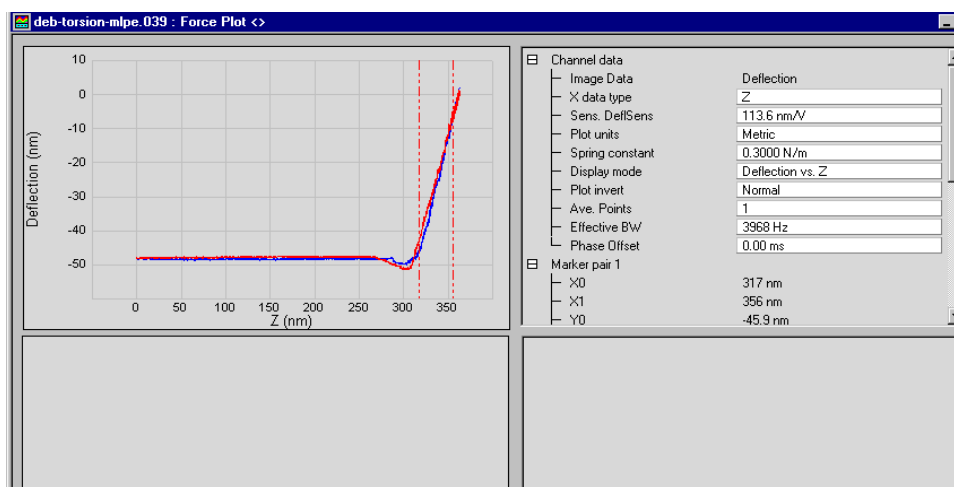 deb-torsion-mlpe.039 : Force Plot <>
10
0
-10
-20
-30
-40
-50
Deflection (nm)
0 50 100 150 200 250 300 350
Z (nm)
Channel data
Image Data Deflection
X data type Z
Sens. DeflSens 113.6 nm/V
Plot units Metric
Spring constant 0.3000 N/m
Display mode Deflection vs. Z
Plot invert Normal
Ave. Points 1
Effective BW 3968 Hz
Phase Offset 0.00 ms
Marker pair 1
X0 317 nm
X1 356 nm
Y0 -45.9 nm